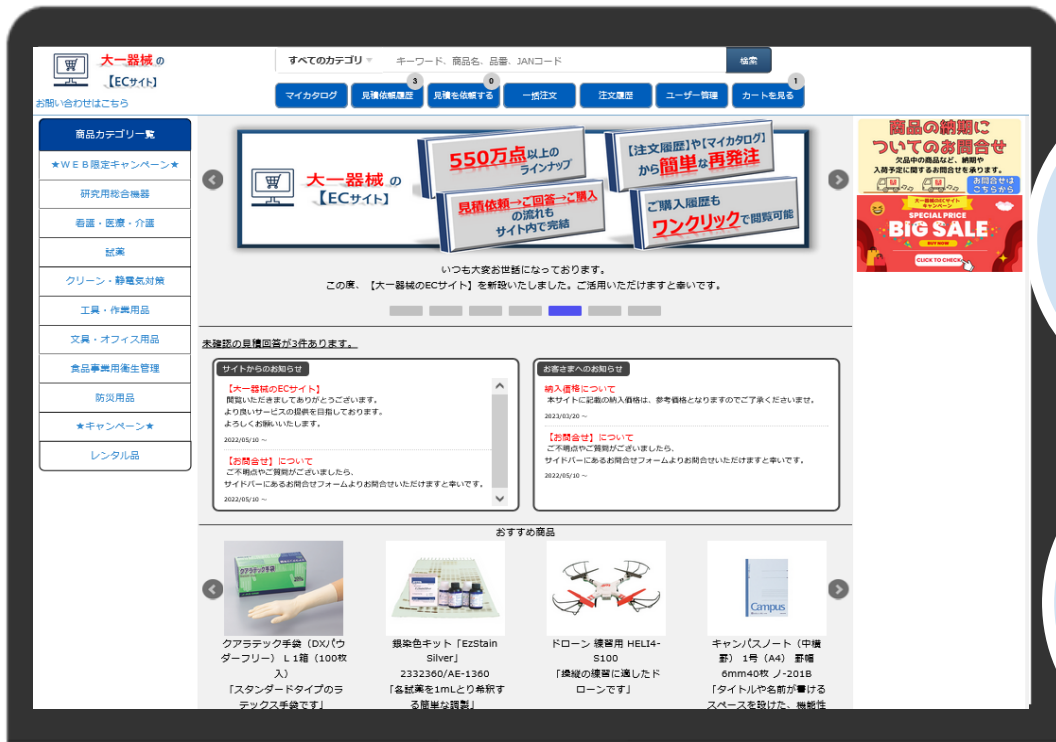 大一器械の
【ECサイト】
お問い合わせはこちら
すべてのカテゴリ
キーワード、商品名、品番、JANコード
検索
マイカタログ
見積依頼履歴
3
見積を依頼する
0
一括注文
注文履歴
ユーザー管理
カートを見る
1
商品カテゴリ一覧
★ＷＥＢ限定キャンペーン★
研究用総合機器
看護・医療・介護
試薬
クリーン・静電気対策
工具・作業用品
文具・オフィス用品
食品事業用衛生管理
防災用品
★キャンペーン★
レンタル品
大一器械の
【ECサイト】
550万点以上の
ラインナップ
【注文履歴】や【マイカタログ】
から簡単な再発注
見積依頼→ご回答→ご購入
の流れも
サイト内で完結
ご購入履歴も
ワンクリックで閲覧可能
いつも大変お世話になっております。
この度、【大一器械のECサイト】を新設いたしました。ご活用いただけますと幸いです。
商品の納期に
ついてのお問合せ
欠品中の商品など、納期や
入荷予定に関するお問合せを承ります。
お問合せは
こちらから
大一器械のECサイト
キャンペーン
SPECIAL PRICE
BIG SALE
BUY NOW
CLICK TO CHECK
未確認の見積回答が3件あります。
サイトからのお知らせ
【大一器械のECサイト】
閲覧いただきましてありがとうございます。
より良いサービスの提供を目指しております。
よろしくお願いいたします。
2022/05/10 ～
【お問合せ】について
ご不明点やご質問がございましたら、
サイドバーにあるお問合せフォームよりお問合せいただけますと幸いです。
2022/05/10 ～
お客さまへのお知らせ
納入価格について
本サイトに記載の納入価格は、参考価格となりますのでご了承くださいませ。
2023/03/20 ～
【お問合せ】について
ご不明点やご質問がございましたら、
サイドバーにあるお問合せフォームよりお問合せいただけますと幸いです。
2022/05/10 ～
おすすめ商品
クアラテック手袋（DXパウ
ダーフリー） L 1箱（100枚
入）
「スタンダードタイプのラ
テックス手袋です」
銀染色キット「EzStain
Silver」
2332360/AE-1360
「各試薬を1mLとり希釈す
る簡単な調製」
ドローン 練習用 HELI4-
S100
「操縦の練習に適したド
ローンです」
Campus
キャンパスノート（中横
罫） 1号（A4） 罫幅
6mm40枚 ノ-201B
「タイトルや名前が書ける
スペースを設けた、機能性